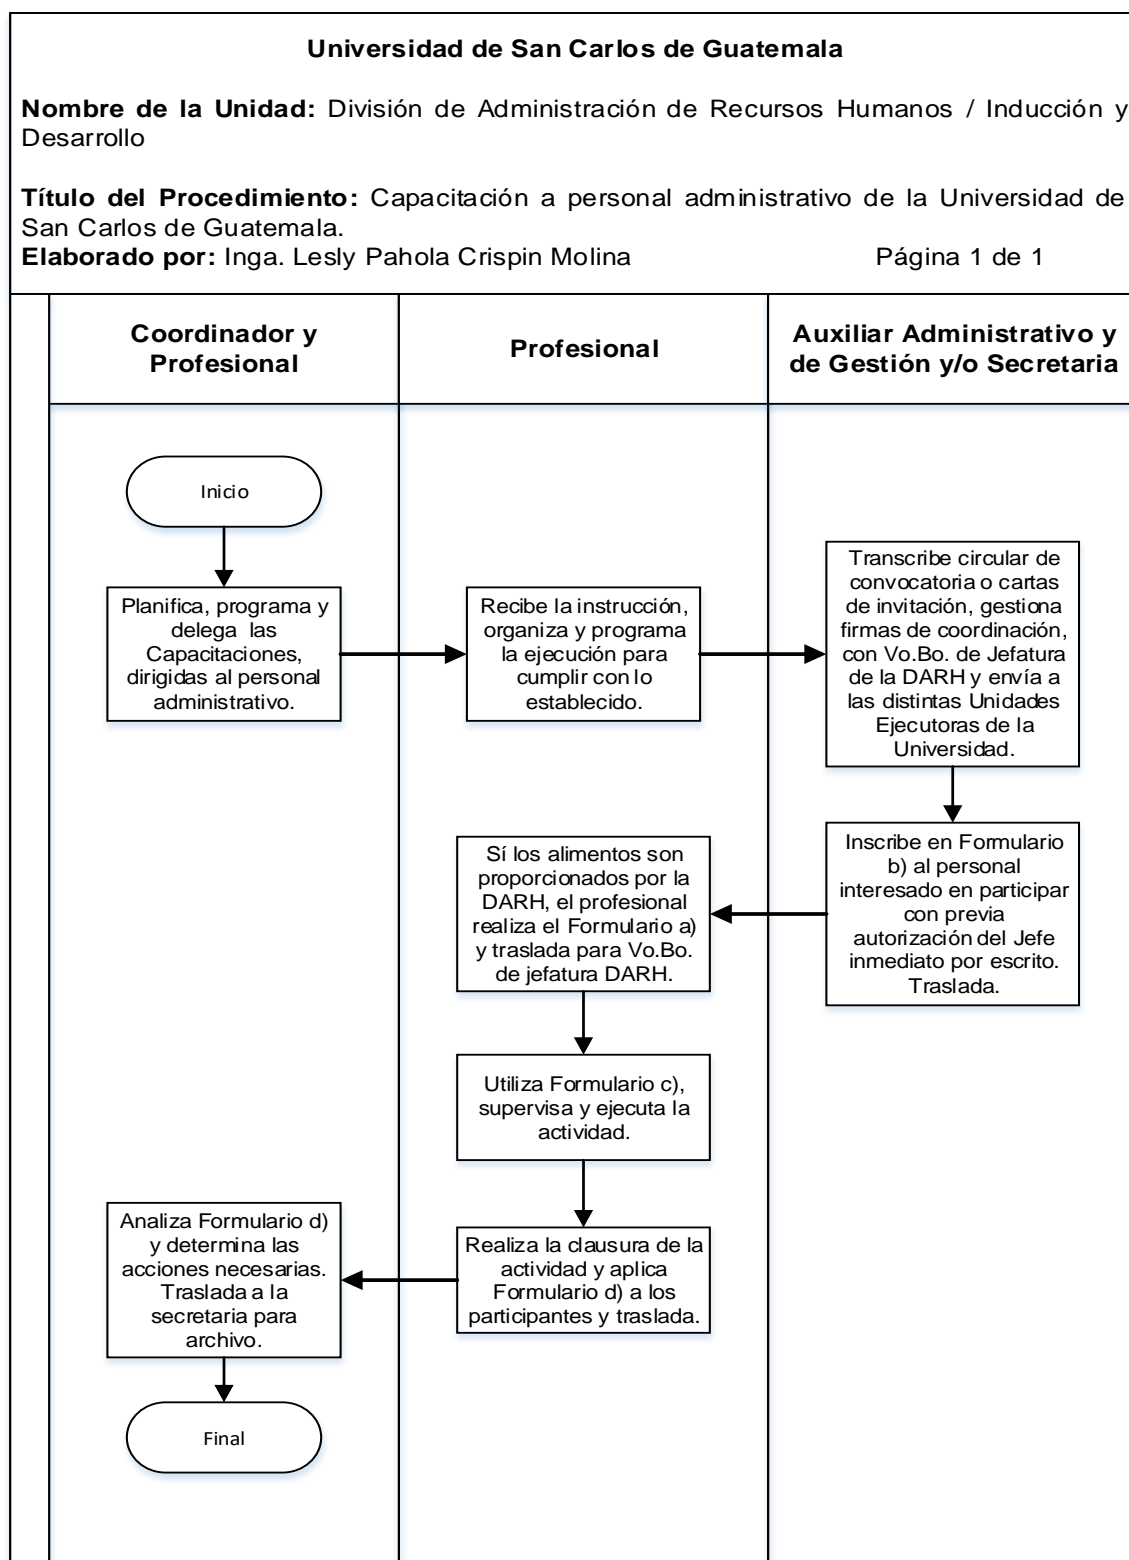 Universidad de San Carlos de Guatemala
Nombre de la Unidad: División de Administración de Recursos Humanos / Inducción y
Desarrollo
Título del Procedimiento: Capacitación a personal administrativo de la Universidad de
San Carlos de Guatemala.
Elaborado por: Inga. Lesly Pahola Crispin Molina Página 1 de 1
Coordinador y
Profesional
Profesional
Auxiliar Administrativo y
de Gestión y/o Secretaria
Inicio
Planifica, programa y
delega las
Capacitaciones,
dirigidas al personal
administrativo.
Recibe la instrucción,
organiza y programa
la ejecución para
cumplir con lo
establecido.
Transcribe circular de
convocatoria o cartas
de invitación, gestiona
firmas de coordinación,
con Vo.Bo. de Jefatura
de la DARH y envía a
las distintas Unidades
Ejecutoras de la
Universidad.
Inscribe en Formulario
b) al personal
interesado en participar
con previa
autorización del Jefe
inmediato por escrito.
Traslada.
Sí los alimentos son
proporcionados por la
DARH, el profesional
realiza el Formulario a)
y traslada para Vo.Bo.
de jefatura DARH.
Utiliza Formulario c),
supervisa y ejecuta la
actividad.
Realiza la clausura de la
actividad y aplica
Formulario d) a los
participantes y traslada.
Analiza Formulario d)
y determina las
acciones necesarias.
Traslada a la
secretaria para
archivo.
Final